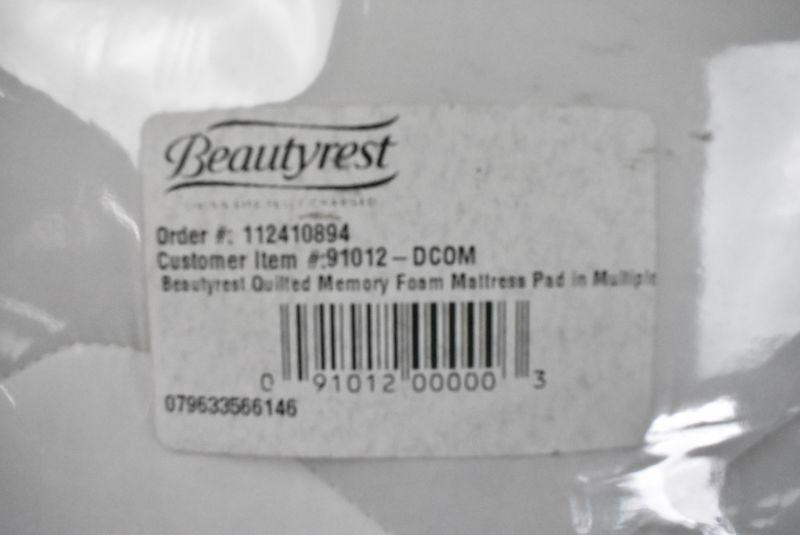 Beautyrest
Order #: 112410894
Customer Item #:91012 – DCOM
Beautyrest Quilted Memory Foam Mattress Pad in Multiple
0 91012 00000 3
079633566146